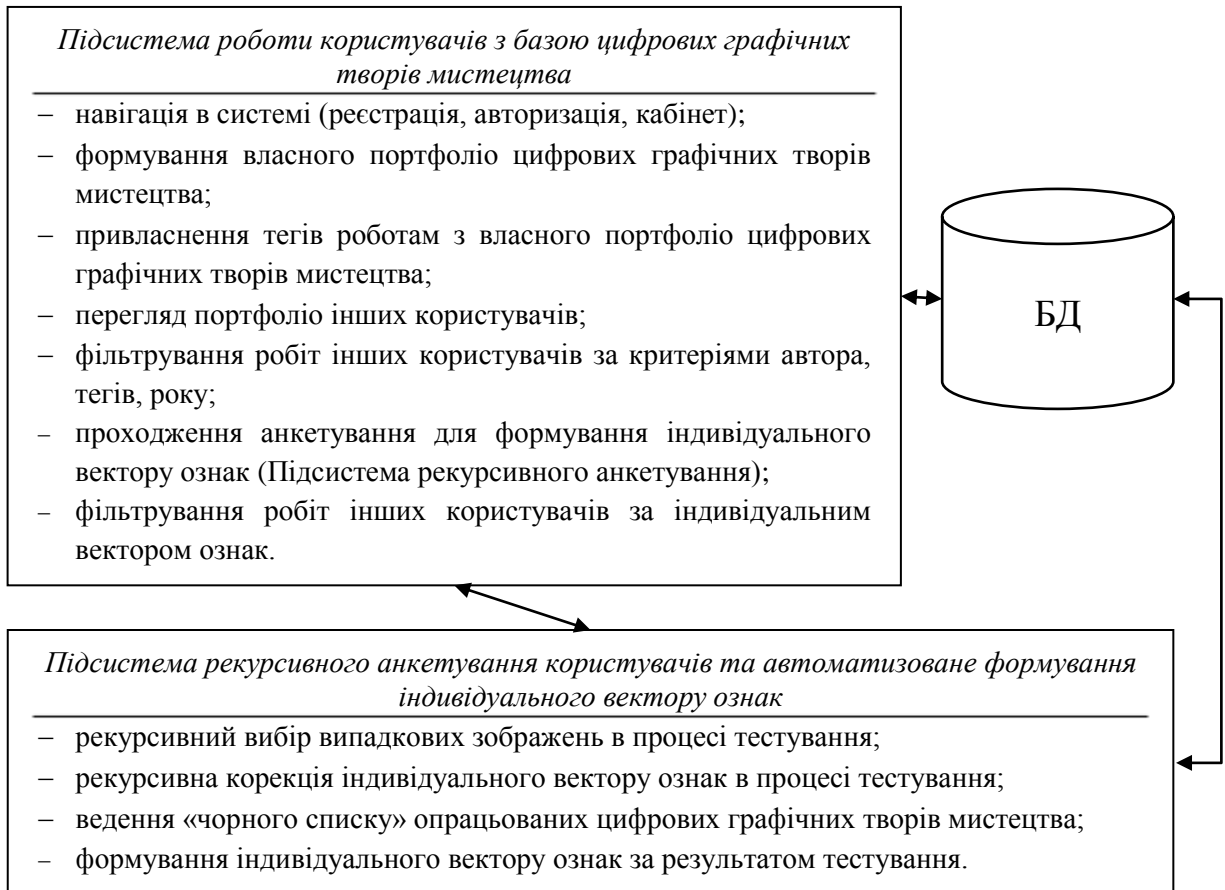 Підсистема роботи користувачів з базою цифрових графічних
творів мистецтва
– навігація в системі (реєстрація, авторизація, кабінет);
– формування власного портфоліо цифрових графічних творів
мистецтва;
– привласнення тегів роботам з власного портфоліо цифрових
графічних творів мистецтва;
– перегляд портфоліо інших користувачів;
– фільтрування робіт інших користувачів за критеріями автора,
тегів, року;
– проходження анкетування для формування індивідуального
вектору ознак (Підсистема рекурсивного анкетування);
– фільтрування робіт інших користувачів за індивідуальним
вектором ознак.
БД
Підсистема рекурсивного анкетування користувачів та автоматизоване формування
індивідуального вектору ознак
– рекурсивний вибір випадкових зображень в процесі тестування;
– рекурсивна корекція індивідуального вектору ознак в процесі тестування;
– ведення «чорного списку» опрацьованих цифрових графічних творів мистецтва;
– формування індивідуального вектору ознак за результатом тестування.